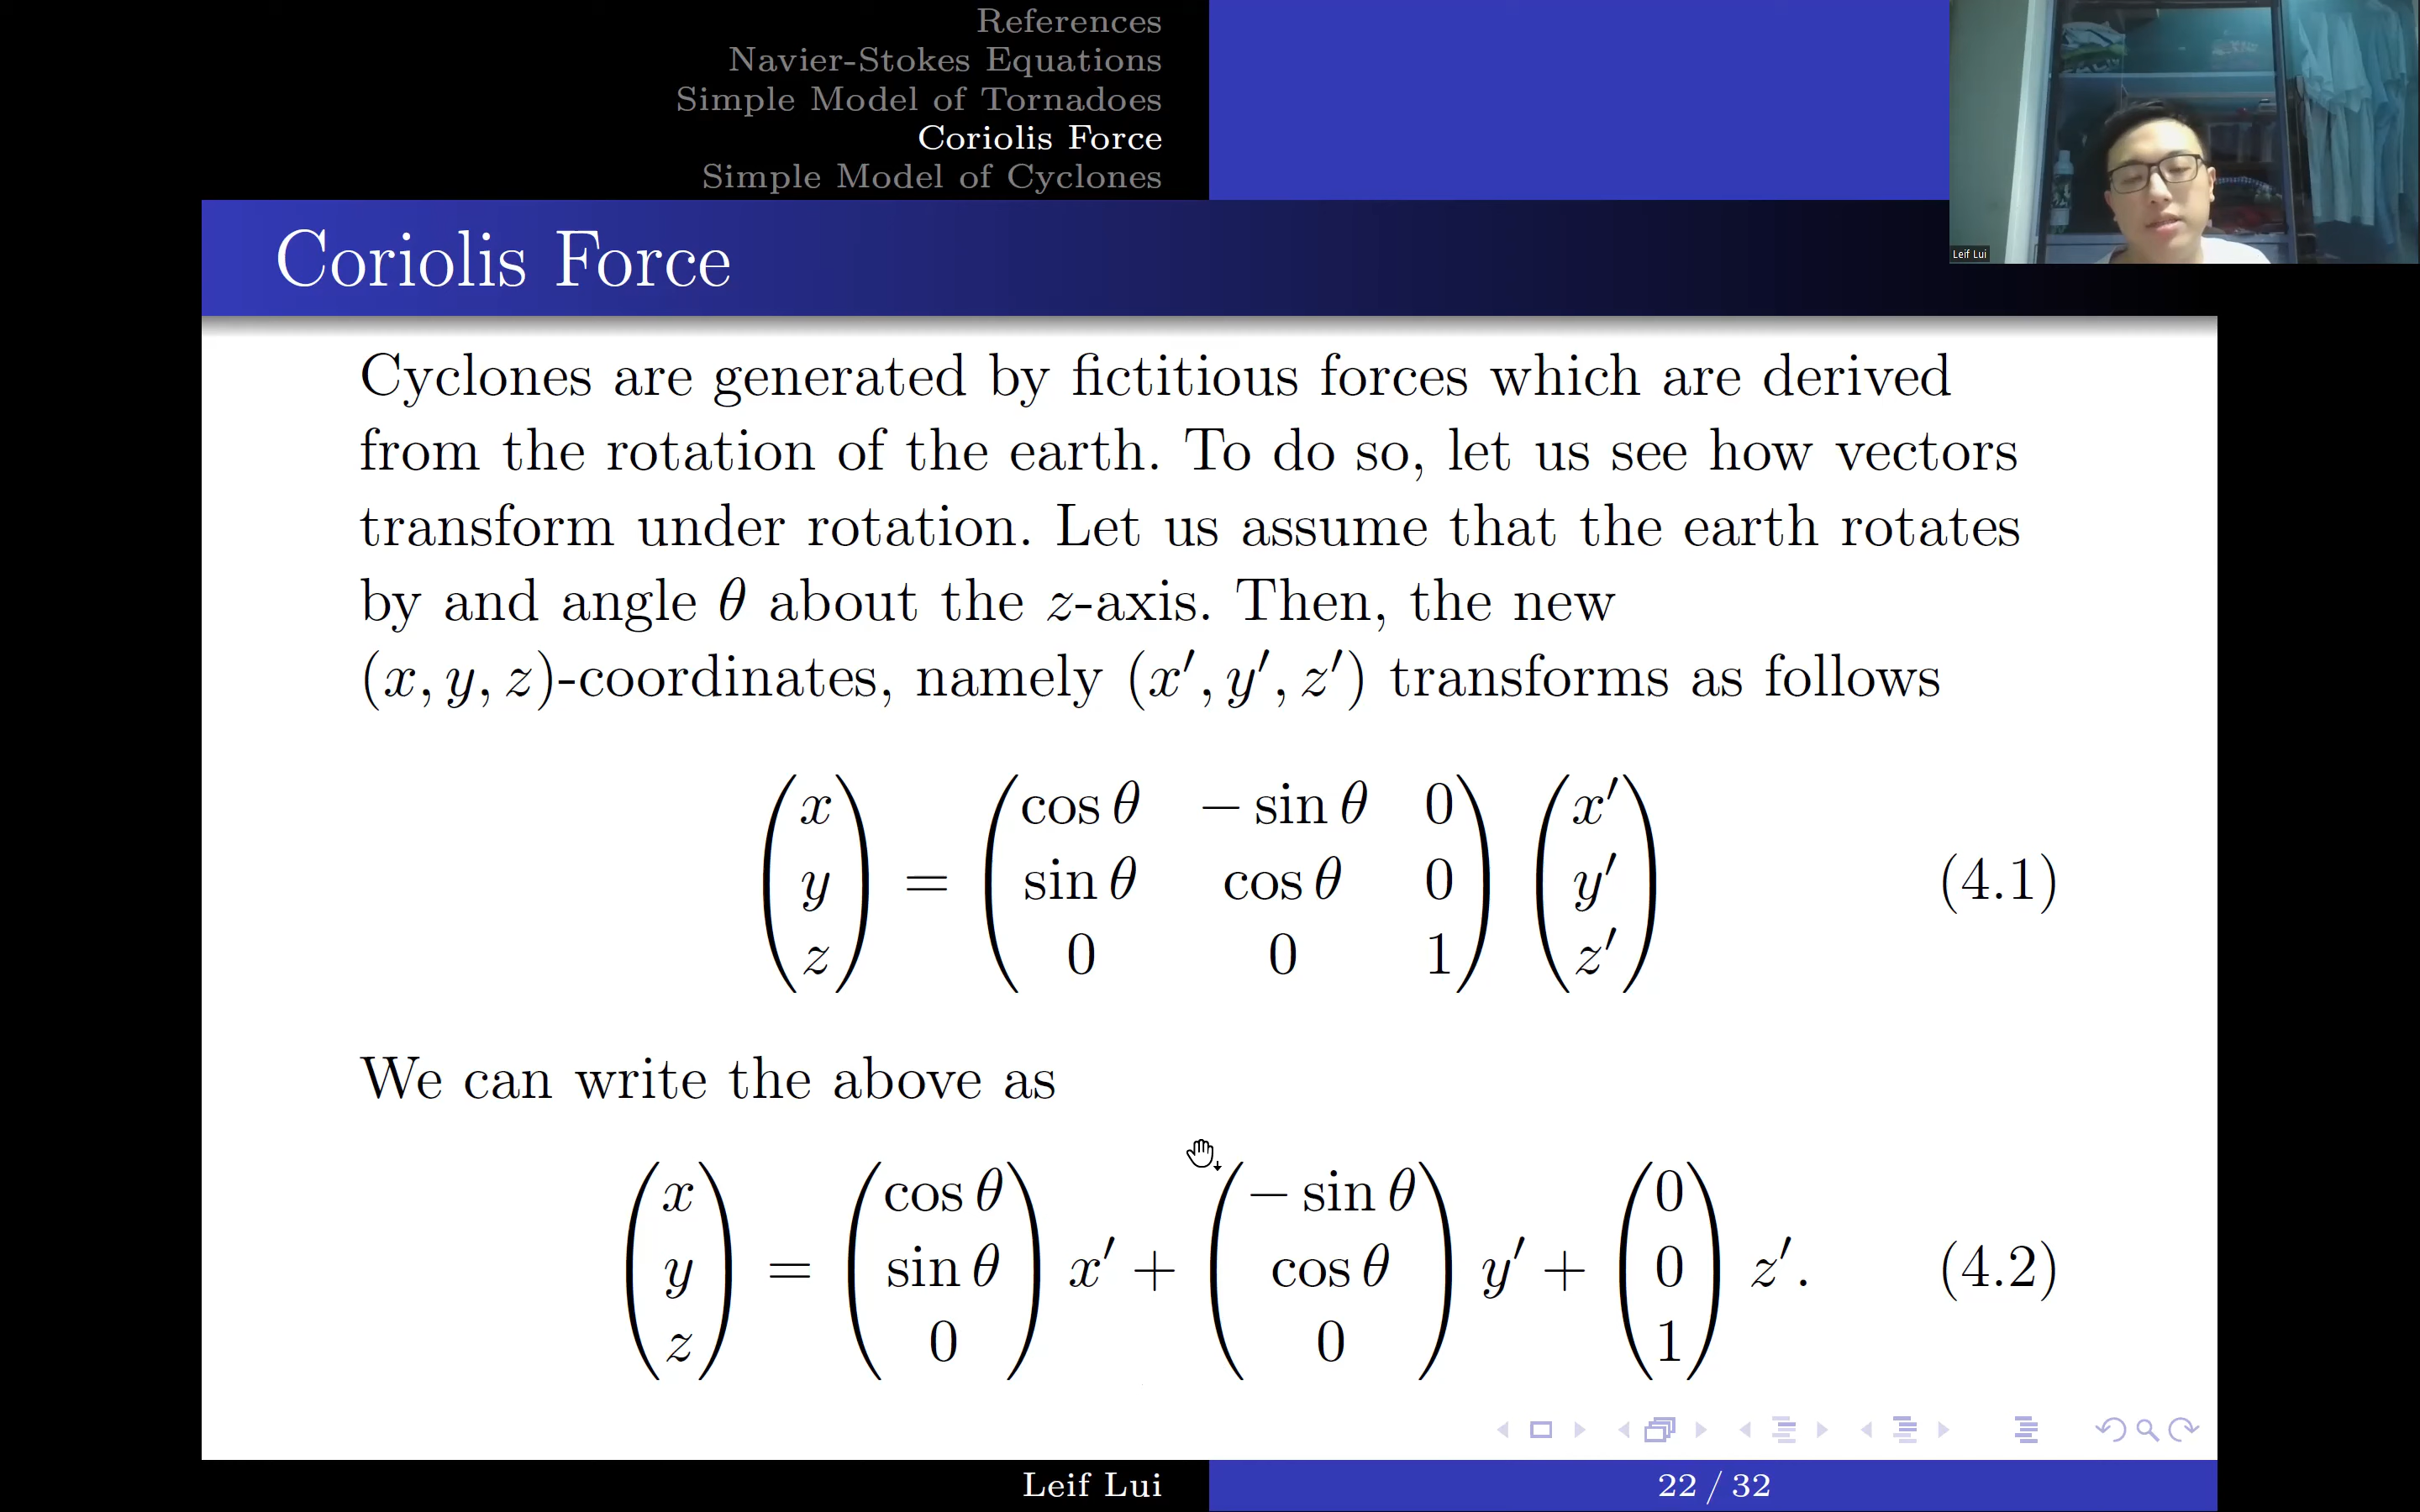 References
Navier-Stokes Equations
Simple Model of Tornadoes
Coriolis Force
Simple Model of Cyclones
Leif Lui
Coriolis Force
Cyclones are generated by fictitious forces which are derived
from the rotation of the earth. To do so, let us see how vectors
transform under rotation. Let us assume that the earth rotates
by and angle θ about the z-axis. Then, the new
(x, y, z)-coordinates, namely (x′, y′, z′) transforms as follows
(x y z) = (cos θ − sin θ 0 sin θ cos θ 0 0 0 1) (x′ y′ z′) (4.1)
We can write the above as
(x y z) = (cos θ sin θ 0) x′ + (− sin θ cos θ 0) y′ + (0 0 1) z′. (4.2)
Leif Lui 22 / 32